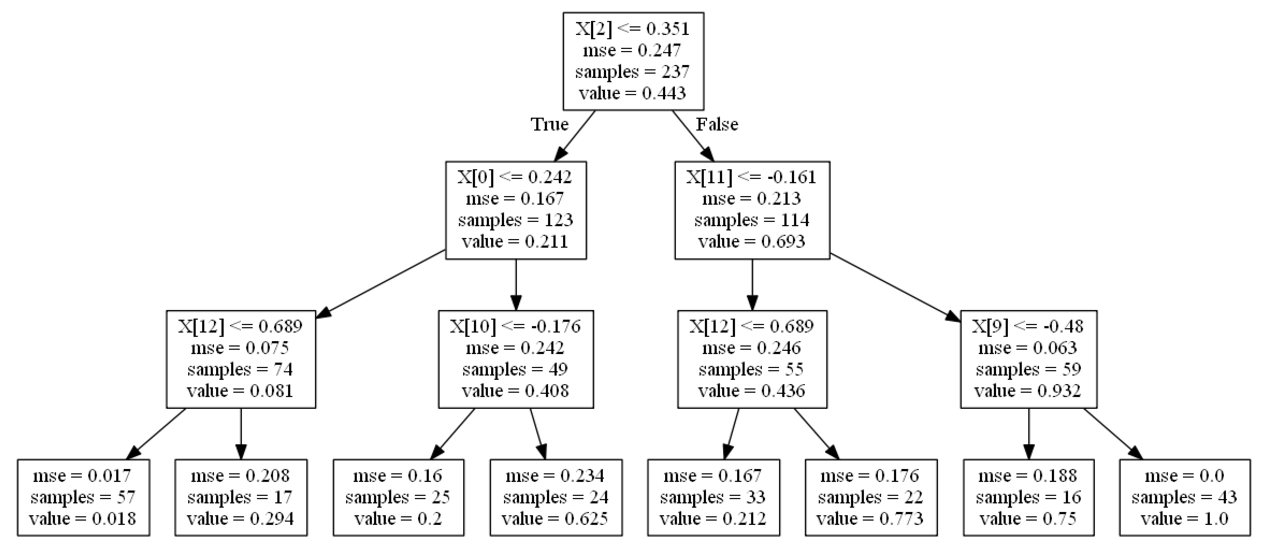 X[2] <= 0.351
mse = 0.247
samples = 237
value = 0.443
True
False
X[0] <= 0.242
mse = 0.167
samples = 123
value = 0.211
X[11] <= -0.161
mse = 0.213
samples = 114
value = 0.693
X[12] <= 0.689
mse = 0.075
samples = 74
value = 0.081
X[10] <= -0.176
mse = 0.242
samples = 49
value = 0.408
X[12] <= 0.689
mse = 0.246
samples = 55
value = 0.436
X[9] <= -0.48
mse = 0.063
samples = 59
value = 0.932
mse = 0.017
samples = 57
value = 0.018
mse = 0.208
samples = 17
value = 0.294
mse = 0.16
samples = 25
value = 0.2
mse = 0.234
samples = 24
value = 0.625
mse = 0.167
samples = 33
value = 0.212
mse = 0.176
samples = 22
value = 0.773
mse = 0.188
samples = 16
value = 0.75
mse = 0.0
samples = 43
value = 1.0